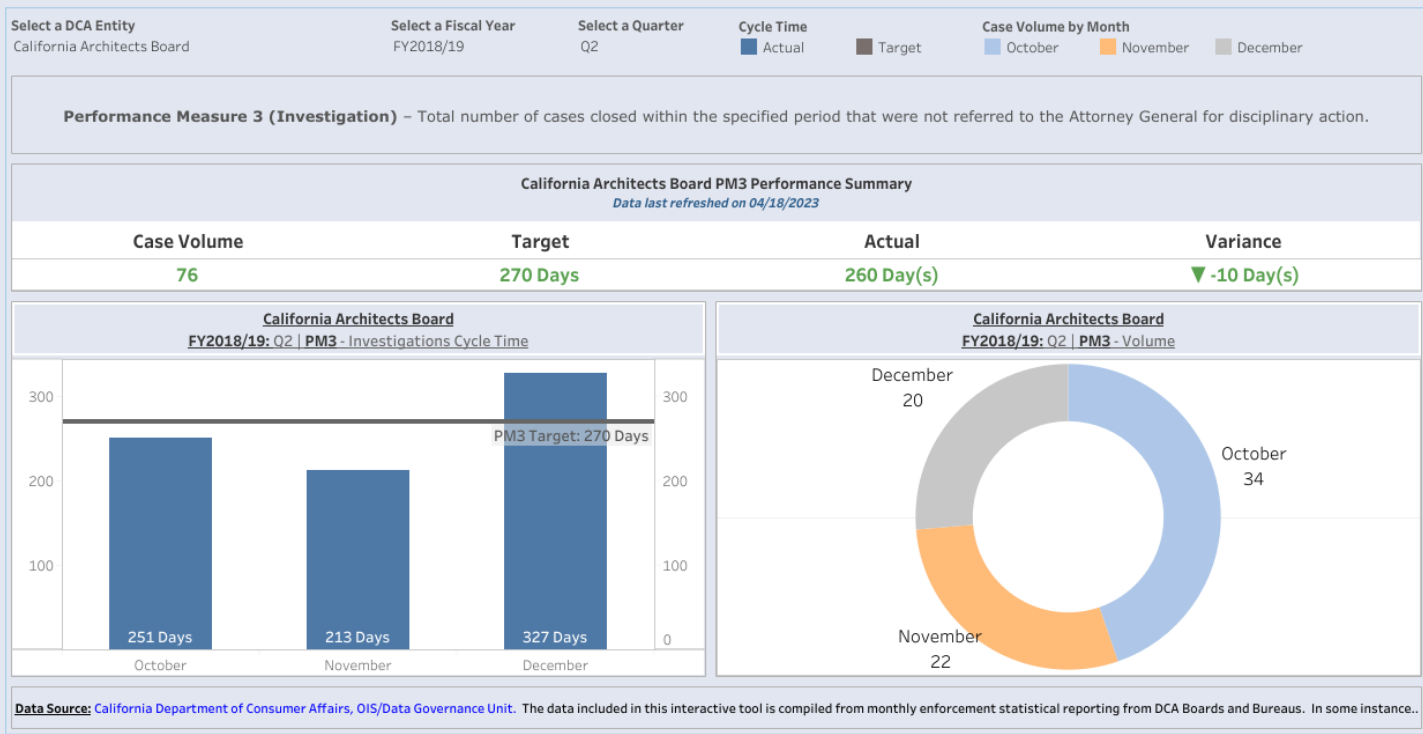 Select a DCA Entity
California Architects Board
Select a Fiscal Year
FY2018/19
Select a Quarter
Q2
Cycle Time
Actual
Target
Case Volume by Month
October
November
December
Performance Measure 3 (Investigation) – Total number of cases closed within the specified period that were not referred to the Attorney General for disciplinary action.
California Architects Board PM3 Performance Summary
Data last refreshed on 04/18/2023
Case Volume Target Actual Variance
76 270 Days 260 Day(s) ▼ -10 Day(s)
California Architects Board
FY2018/19: Q2 | PM3 - Investigations Cycle Time
300
200
100
300
200
100
0
PM3 Target: 270 Days
251 Days
213 Days
327 Days
October
November
December
California Architects Board
FY2018/19: Q2 | PM3 - Volume
December
20
October
34
November
22
Data Source: California Department of Consumer Affairs, OIS/Data Governance Unit. The data included in this interactive tool is compiled from monthly enforcement statistical reporting from DCA Boards and Bureaus. In some instance..